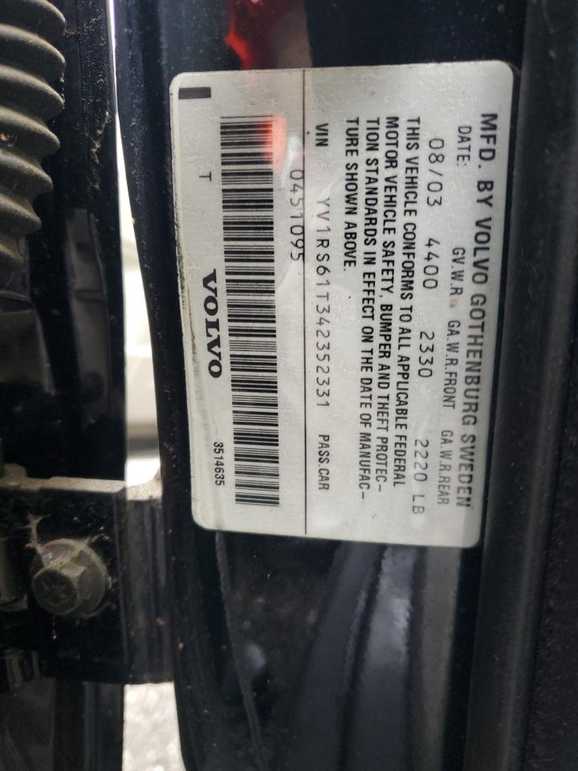 MFD. BY VOLVO GOTHENBURG SWEDEN
DATE: G.V.W.R. GA.W.R.FRONT GA.W.R.REAR
08/03 4400 2330 2220 LB
THIS VEHICLE CONFORMS TO ALL APPLICABLE FEDERAL
MOTOR VEHICLE SAFETY, BUMPER AND THEFT PROTEC-
TION STANDARDS IN EFFECT ON THE DATE OF MANUFAC-
TURE SHOWN ABOVE.
VIN YV1RS61T342352331 PASS.CAR
0451095
T VOLVO 3514635